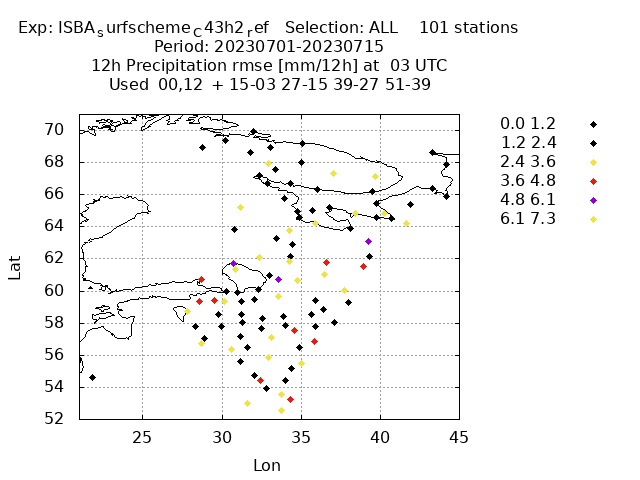 Exp: ISBA_surfscheme_C43h2_ref   Selection: ALL    101 stations
Period: 20230701-20230715
12h Precipitation rmse [mm/12h] at  03 UTC
Used  00,12  + 15-03 27-15 39-27 51-39
0.0 1.2
1.2 2.4
2.4 3.6
3.6 4.8
4.8 6.1
6.1 7.3
70
68
66
64
62
60
58
56
54
52
Lat
25 30 35 40 45
Lon